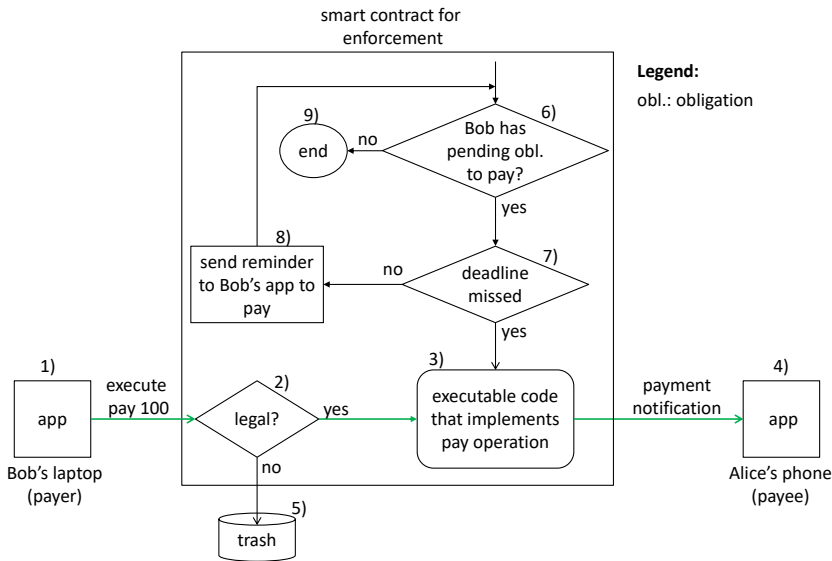 smart contract for
enforcement
Legend:
obl.: obligation
6)
Bob has
pending obl.
to pay?
9)
end
no
yes
8)
send reminder
to Bob's app to
pay
no
7)
deadline
missed
yes
1)
app
Bob's laptop
(payer)
execute
pay 100
2)
legal?
yes
no
3)
executable code
that implements
pay operation
payment
notification
4)
app
Alice's phone
(payee)
5)
trash